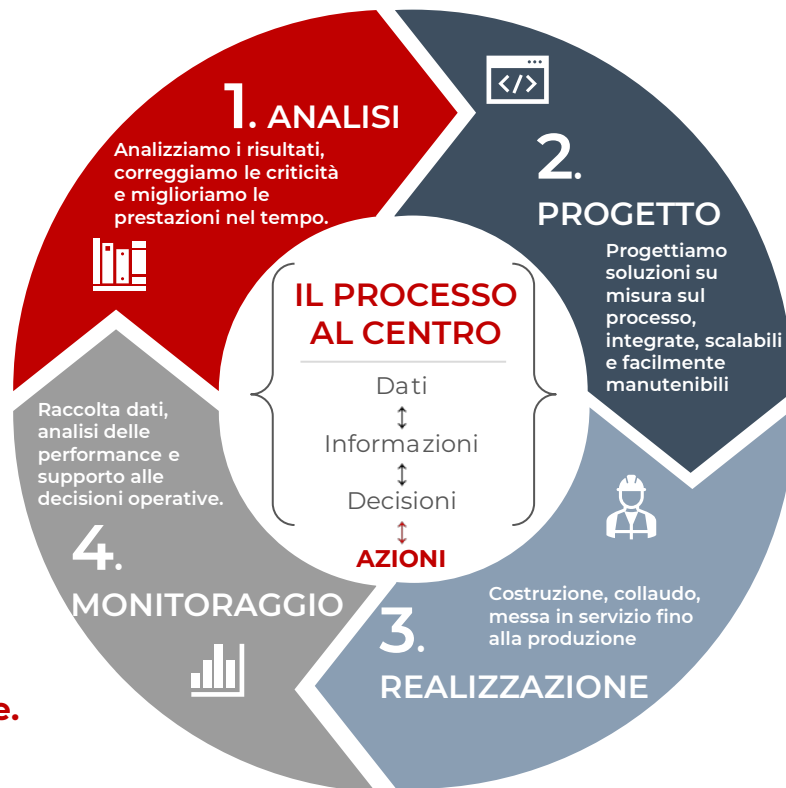 1. ANALISI
Analizziamo i risultati,
correggiamo le criticità
e miglioriamo le
prestazioni nel tempo.
</>
2.
PROGETTO
Progettiamo
soluzioni su
misura sul
processo,
integrate, scalabili
e facilmente
manutenibili
IL PROCESSO
AL CENTRO
Dati
Informazioni
Decisioni
AZIONI
3.
Costruzione, collaudo,
messa in servizio fino
alla produzione
REALIZZAZIONE
Raccolta dati,
analisi delle
performance e
supporto alle
decisioni operative.
4.
MONITORAGGIO
e.